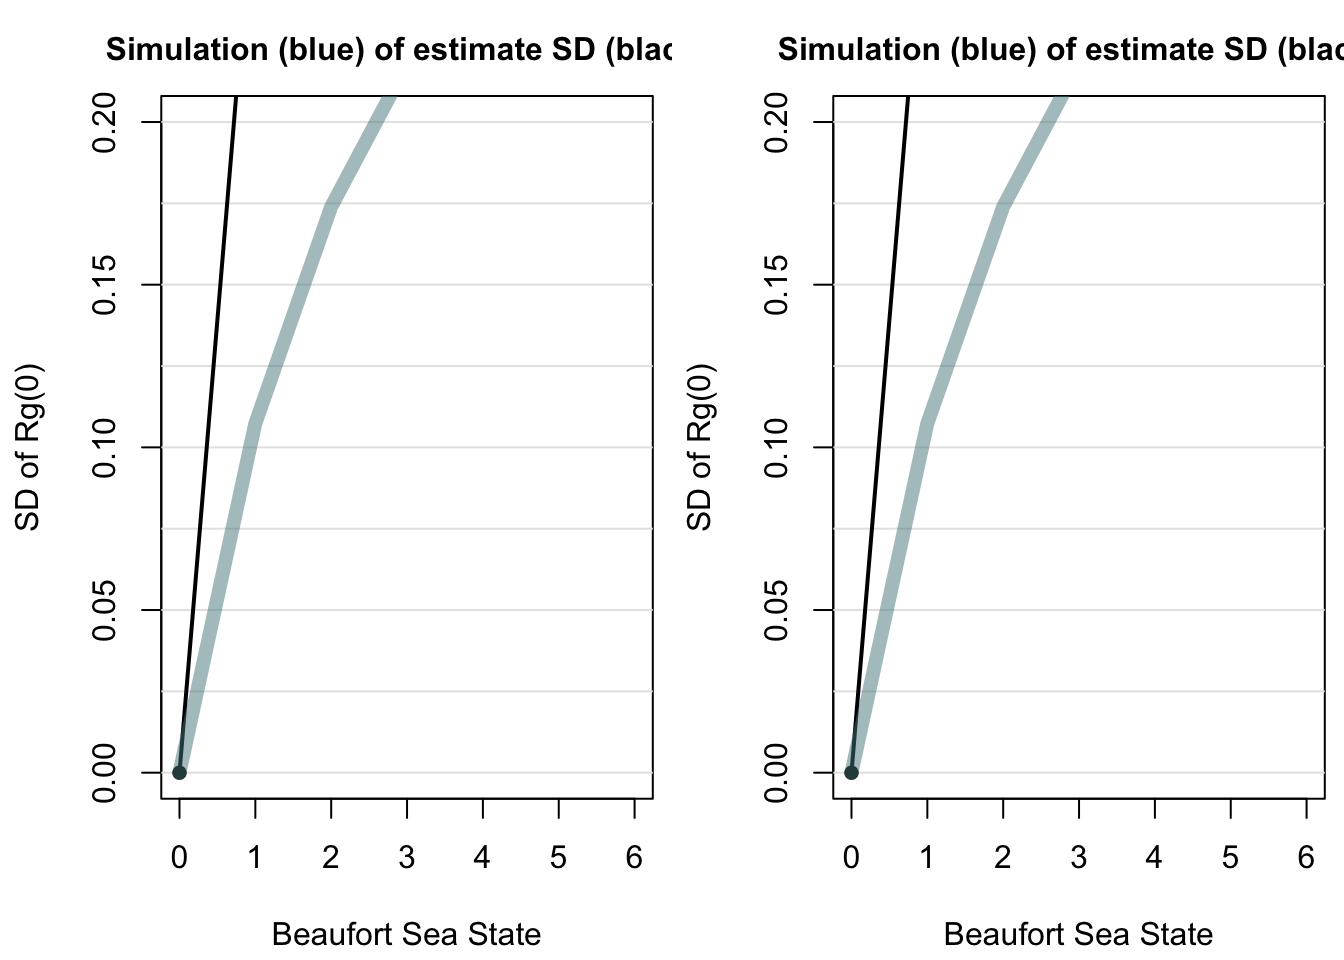 Simulation (blue) of estimate SD (blac
SD of Rg(0)
0.20
0.15
0.10
0.05
0.00
0 1 2 3 4 5 6
Beaufort Sea State
Simulation (blue) of estimate SD (blac
SD of Rg(0)
0.20
0.15
0.10
0.05
0.00
0 1 2 3 4 5 6
Beaufort Sea State